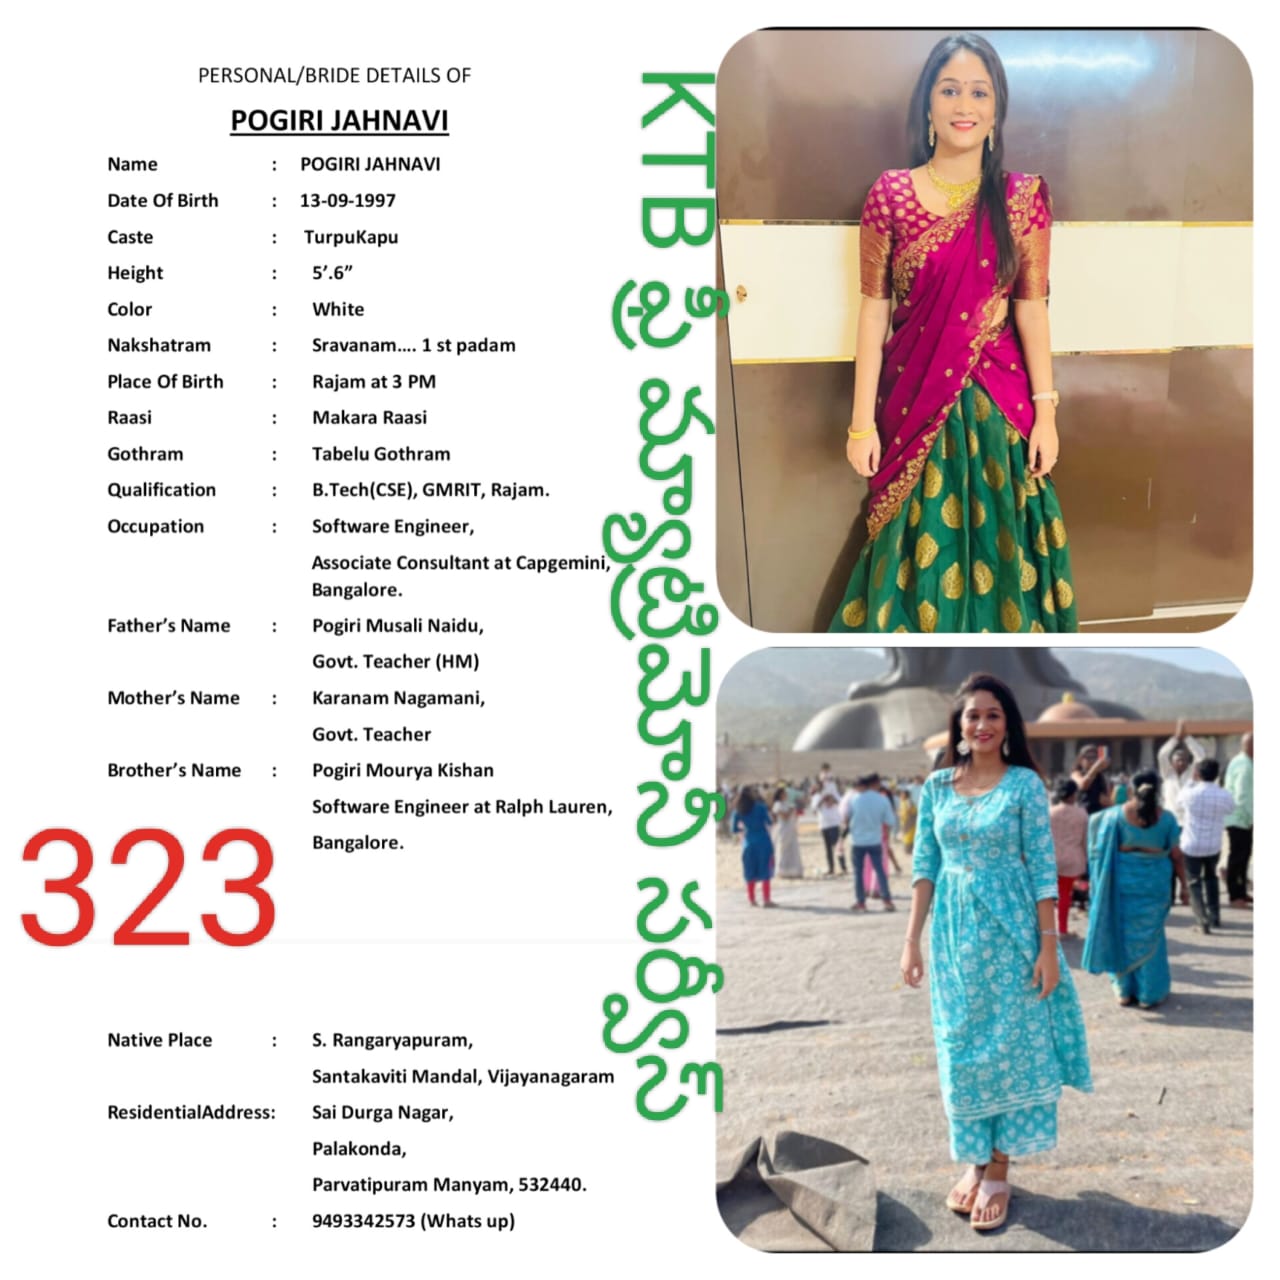 PERSONAL/BRIDE DETAILS OF
POGIRI JAHNAVI
Name : POGIRI JAHNAVI
Date Of Birth : 13-09-1997
Caste : TurpuKapu
Height : 5’.6”
Color : White
Nakshatram : Sravanam.... 1 st padam
Place Of Birth : Rajam at 3 PM
Raasi : Makara Raasi
Gothram : Tabelu Gothram
Qualification : B.Tech(CSE), GMRIT, Rajam.
Occupation : Software Engineer,
Associate Consultant at Capgemini,
Bangalore.
Father’s Name : Pogiri Musali Naidu,
Govt. Teacher (HM)
Mother’s Name : Karanam Nagamani,
Govt. Teacher
Brother’s Name : Pogiri Mourya Kishan
Software Engineer at Ralph Lauren,
Bangalore.
323
Native Place : S. Rangaryapuram,
Santakaviti Mandal, Vijayanagaram
ResidentialAddress: Sai Durga Nagar,
Palakonda,
Parvatipuram Manyam, 532440.
Contact No. : 9493342573 (Whats up)
KTB శ్రీ మ్యాట్రిమోని సర్వీస్